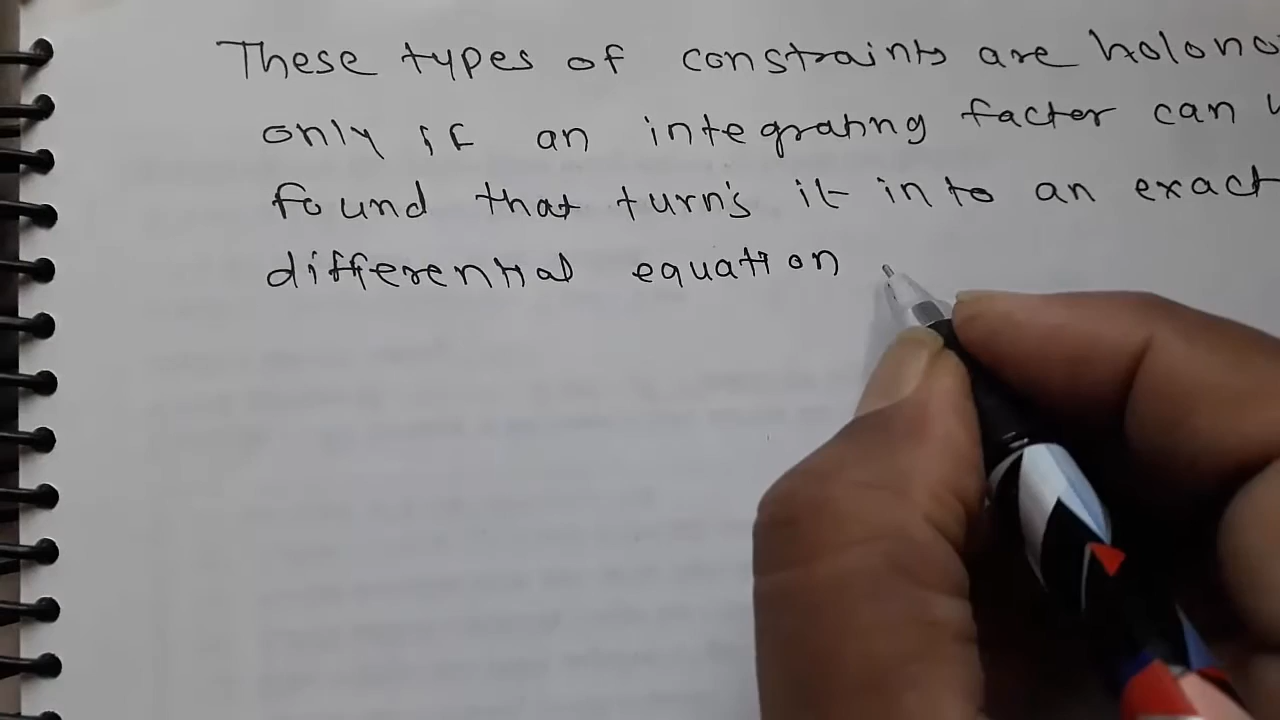 These types of constraints are holono
only if an integrating factor can
found that turn's it into an exact
differential equation